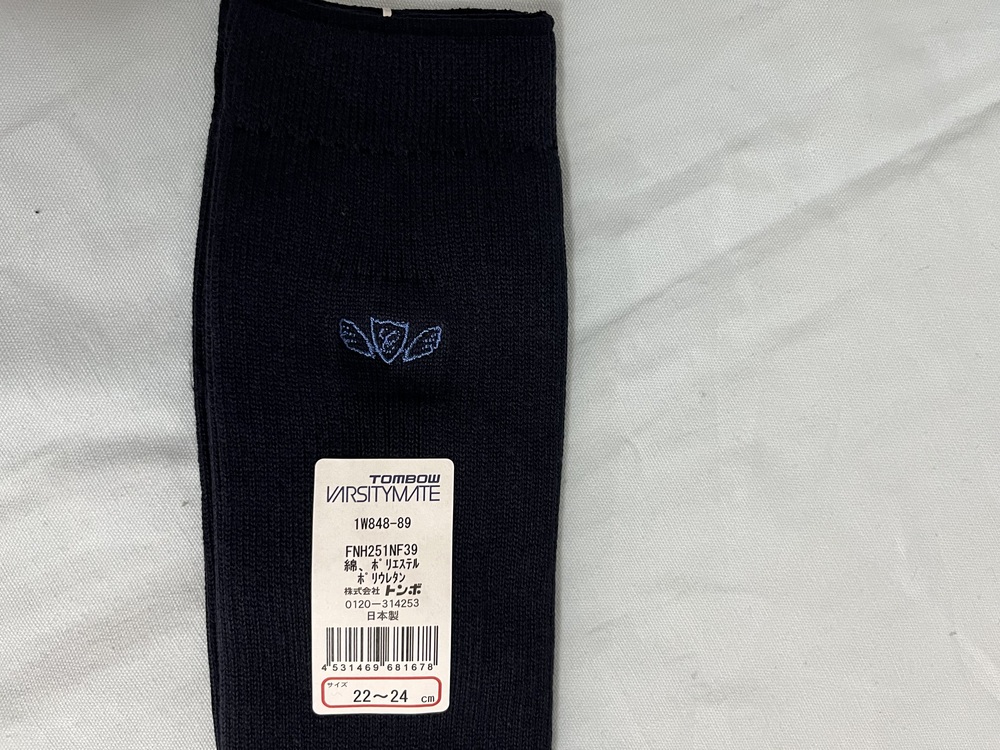 TOMBOW
VARSITYMATE
1W848-89
FNH251NF39
綿、ポリエステル
ポリウレタン
株式会社 トンボ
0120-314253
日本製
4 531469 681678
サイズ
22〜24 cm